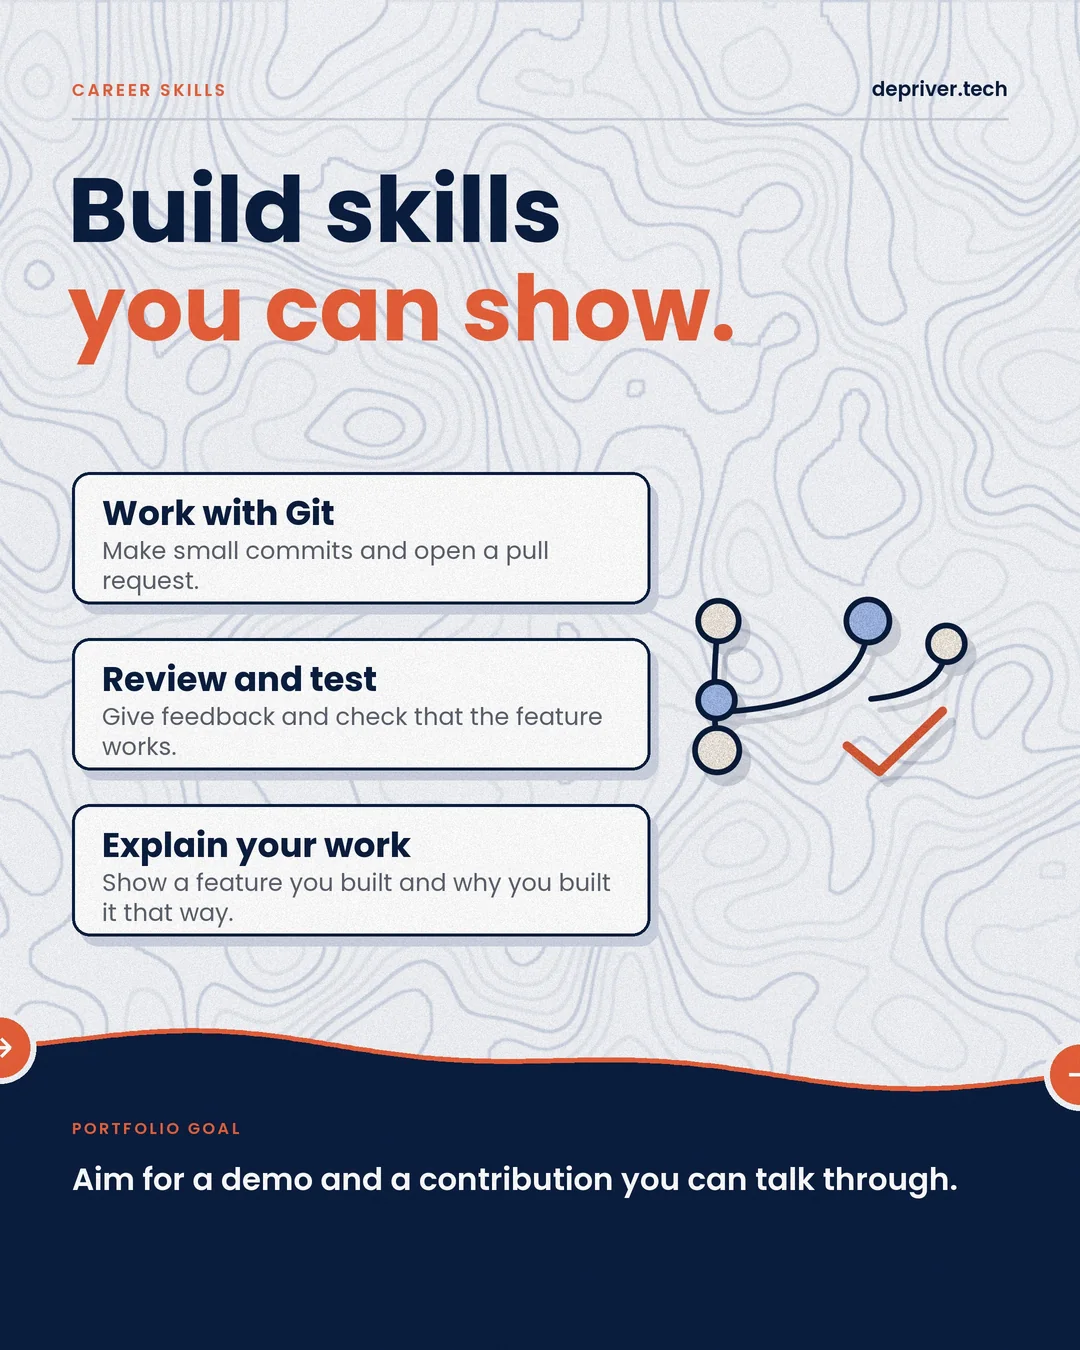 CAREER SKILLS
depriver.tech
Build skills
you can show.
Work with Git
Make small commits and open a pull
request.
Review and test
Give feedback and check that the feature
works.
Explain your work
Show a feature you built and why you built
it that way.
PORTFOLIO GOAL
Aim for a demo and a contribution you can talk through.